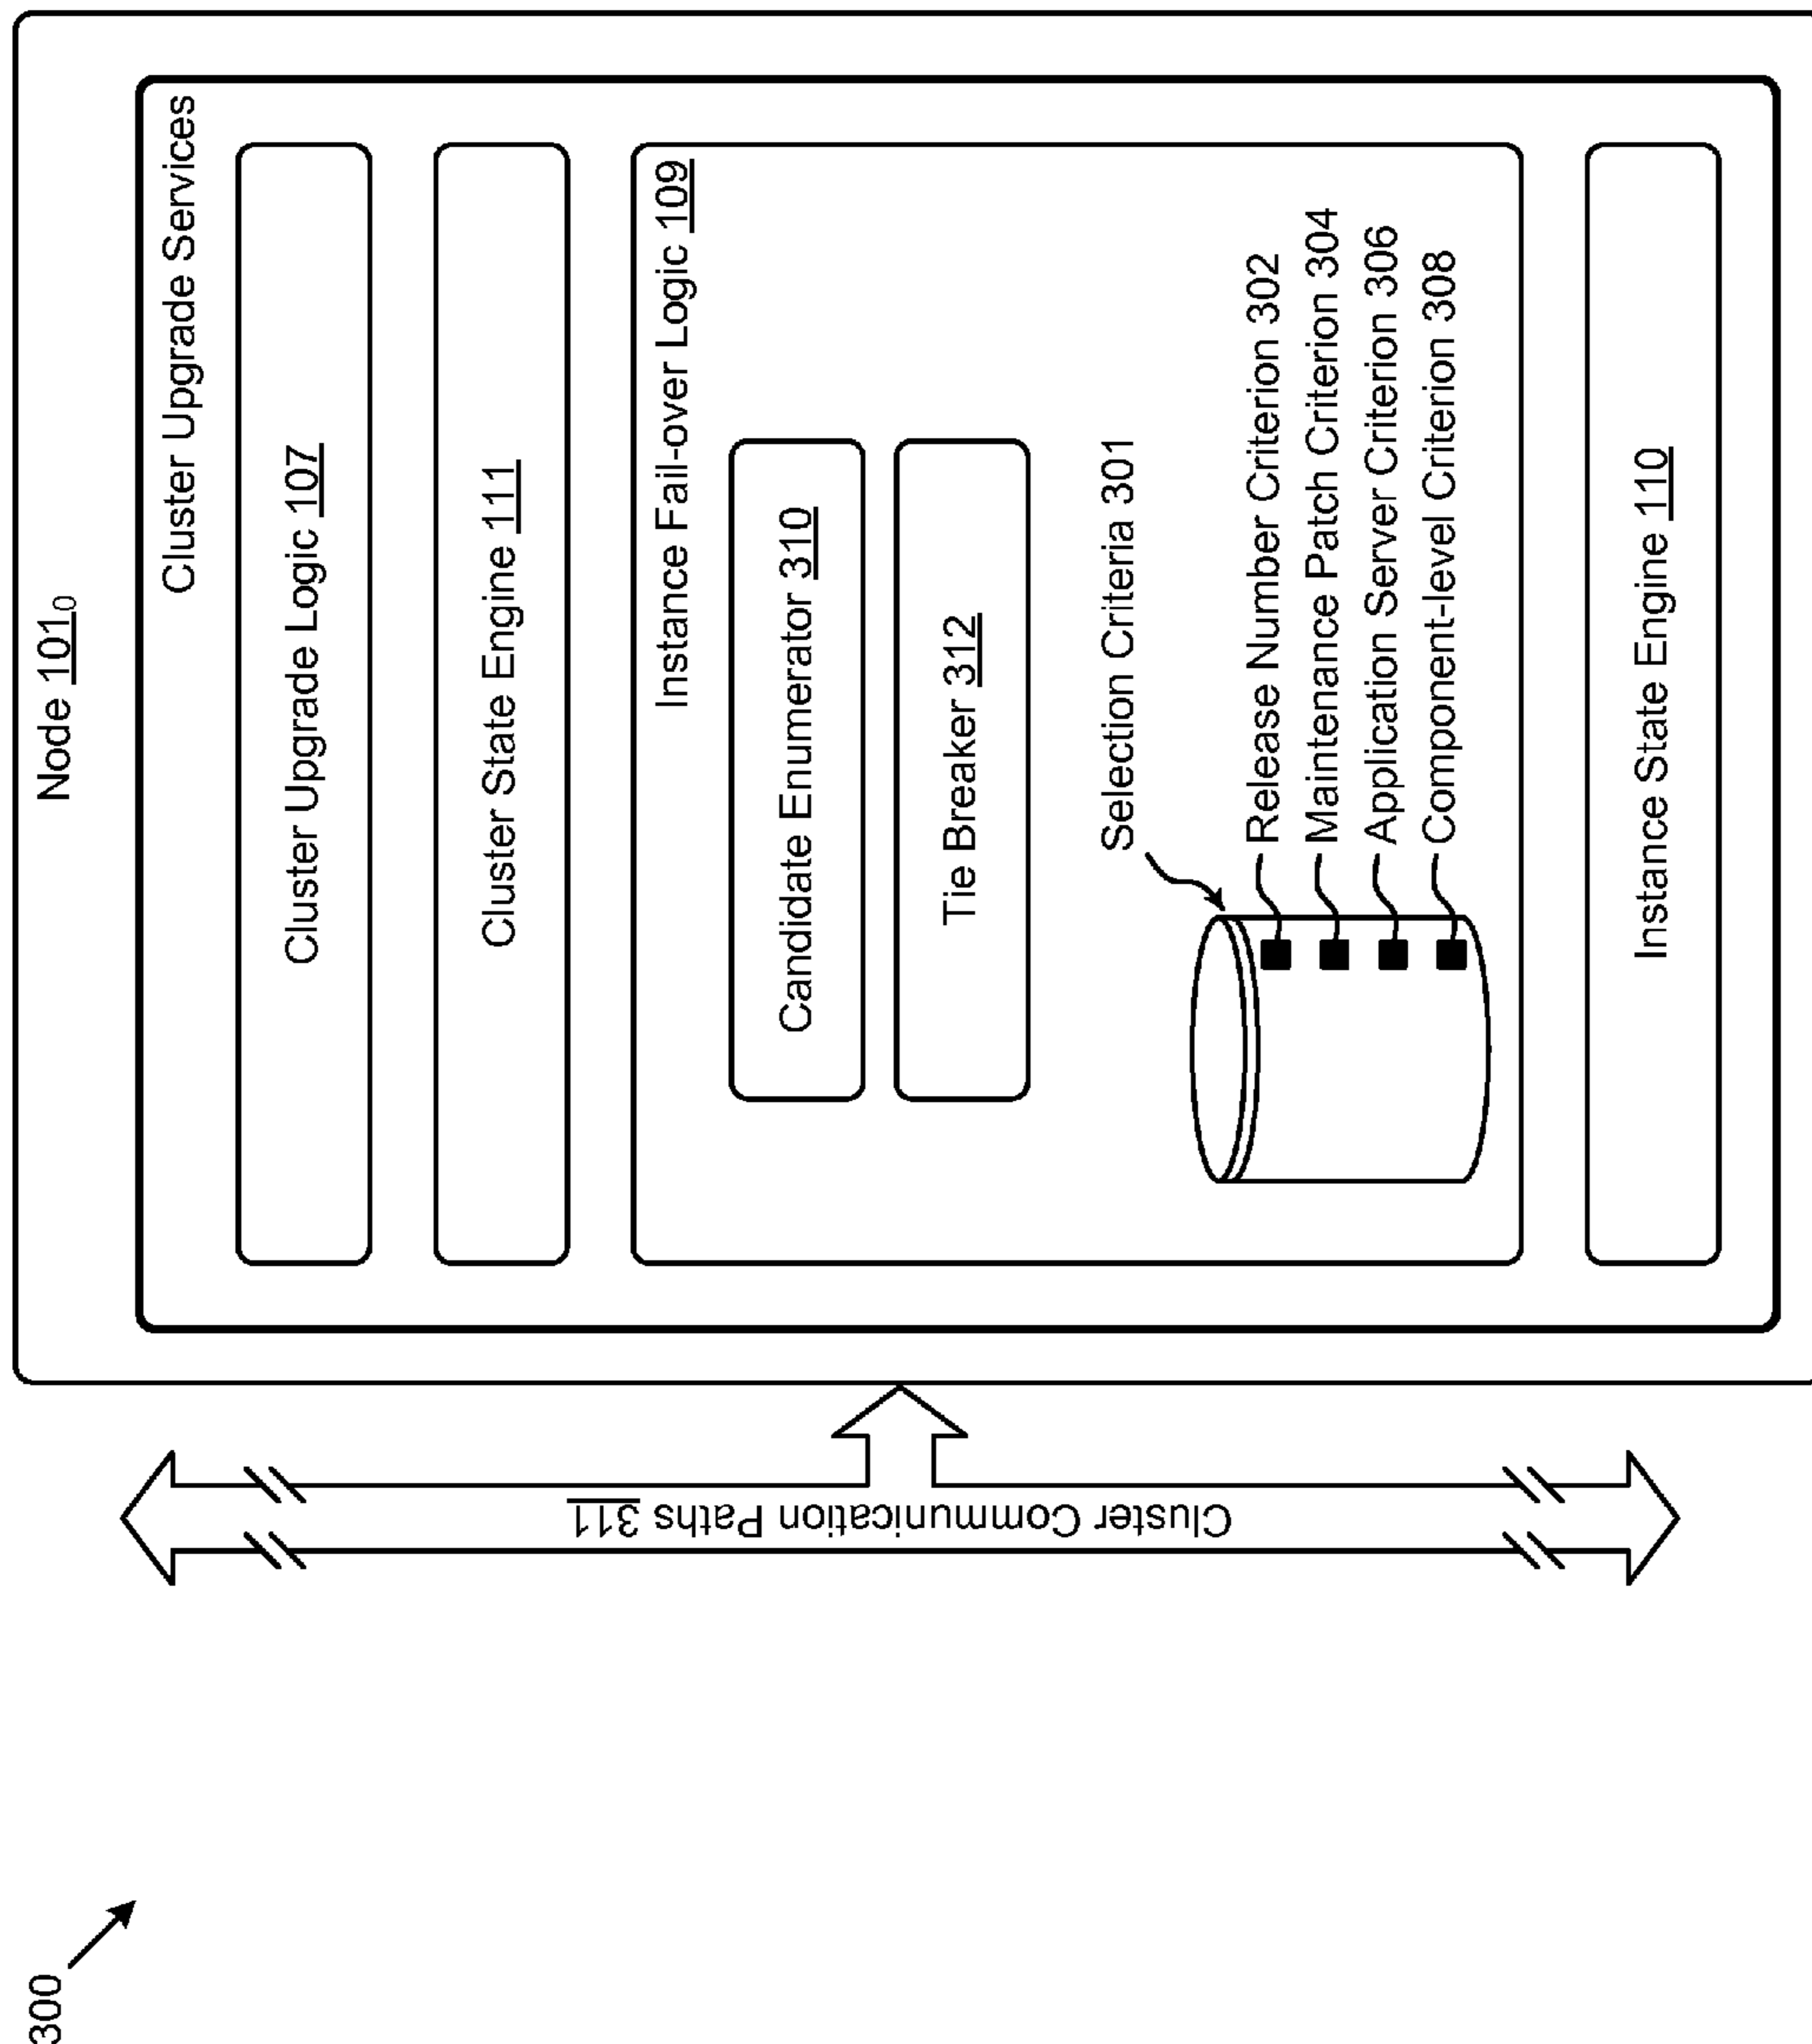 300
Cluster Communication Paths 311
Node 101₀
Cluster Upgrade Services
Cluster Upgrade Logic 107
Cluster State Engine 111
Instance Fail-over Logic 109
Candidate Enumerator 310
Tie Breaker 312
Selection Criteria 301
Release Number Criterion 302
Maintenance Patch Criterion 304
Application Server Criterion 306
Component-level Criterion 308
Instance State Engine 110